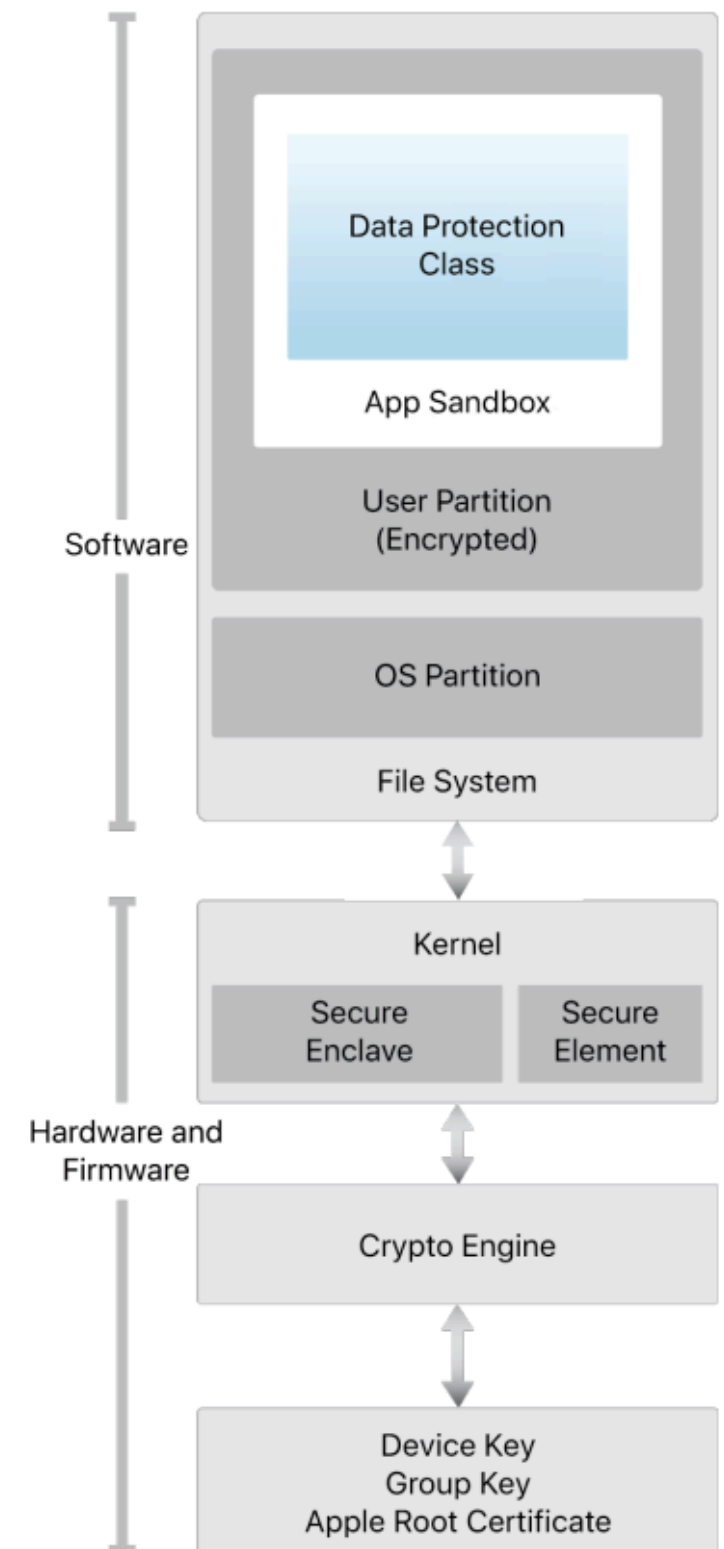 Data Protection
Class
App Sandbox
User Partition
(Encrypted)
Software
OS Partition
File System
Kernel
Secure
Enclave
Secure
Element
Hardware and
Firmware
Crypto Engine
Device Key
Group Key
Apple Root Certificate